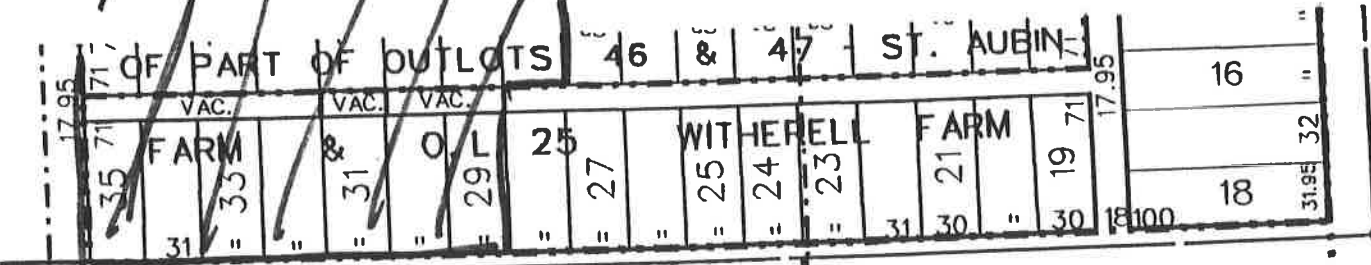 OF PART OF OUTLOTS 46 & 47 ST. AUBIN-
17.95 71 17.95 16 "
VAC. VAC. VAC.
FARM & O.L 25 WITHERELL FARM
71 35 33 31 29 27 25 24 23 21 19 71 32
18 31.95
31 " " " " " " " " " " 31 30 " 30 18 100